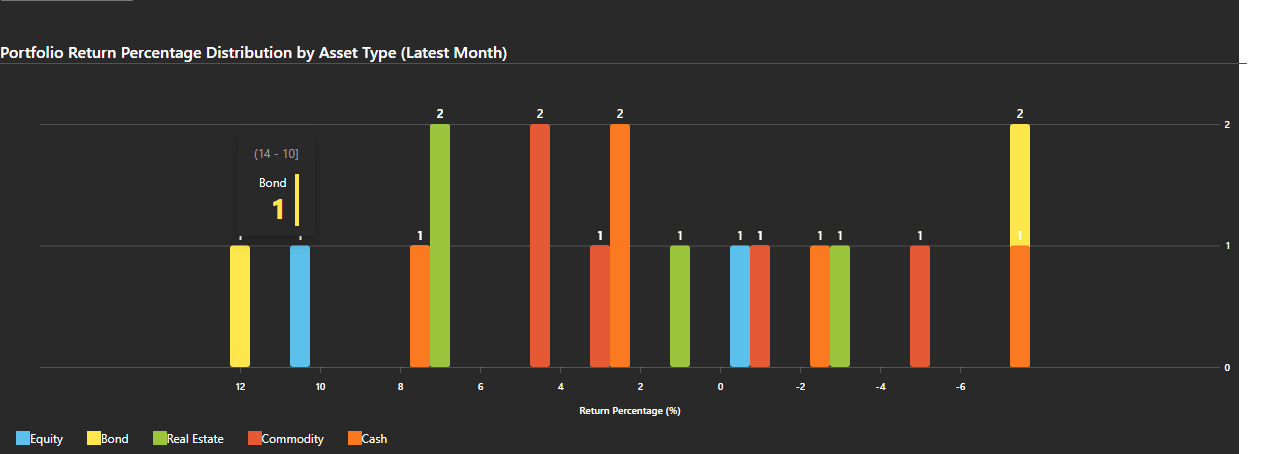 Portfolio Return Percentage Distribution by Asset Type (Latest Month)
2 2 2 2
2
(14 - 10]
Bond
1
1 1 1 1 1 1 1 1 1 1
1
0
12 10 8 6 4 2 0 -2 -4 -6
Return Percentage (%)
Equity Bond Real Estate Commodity Cash